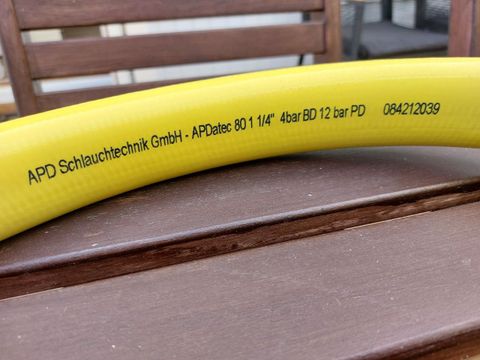 APD Schlauchtechnik GmbH - APDatec 80 1 1/4" 4bar BD 12 bar PD 084212039